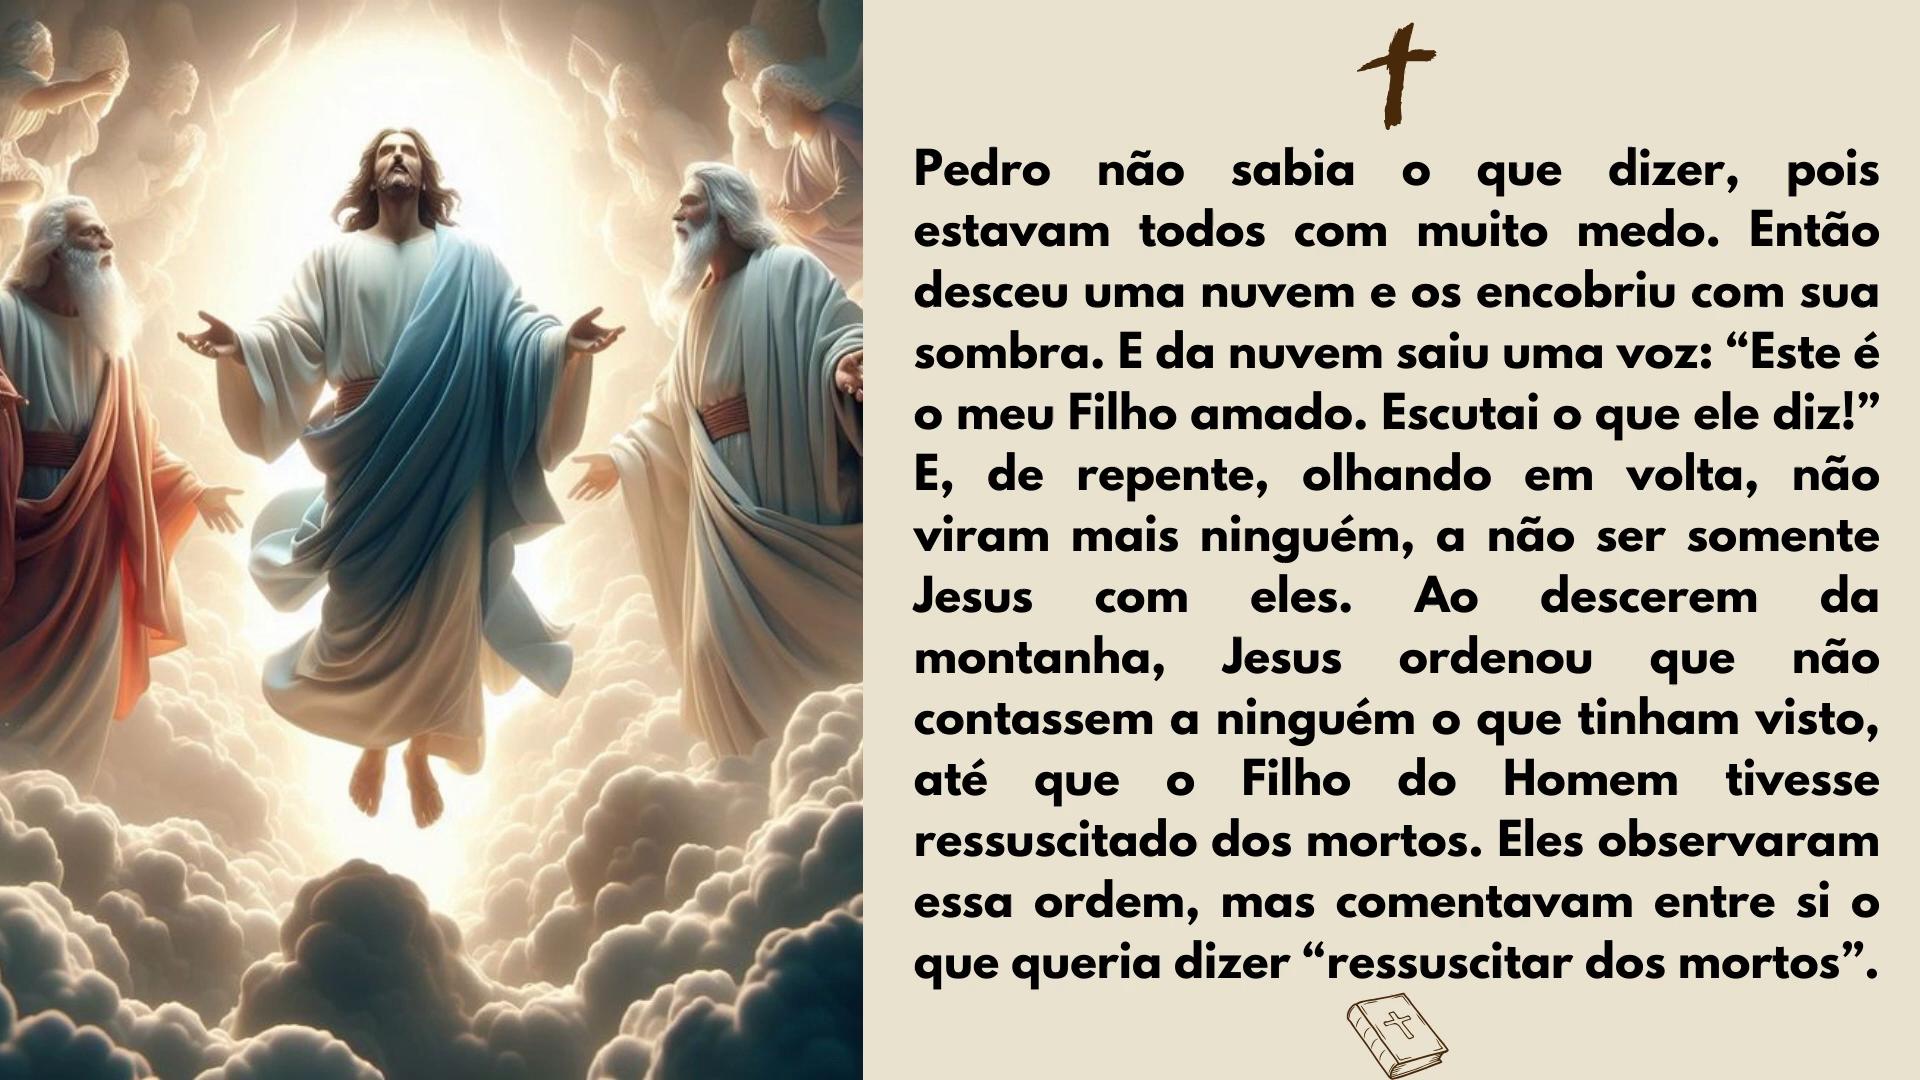 Pedro não sabia o que dizer, pois
estavam todos com muito medo. Então
desceu uma nuvem e os encobriu com sua
sombra. E da nuvem saiu uma voz: “Este é
o meu Filho amado. Escutai o que ele diz!”
E, de repente, olhando em volta, não
viram mais ninguém, a não ser somente
Jesus com eles. Ao descerem da
montanha, Jesus ordenou que não
contassem a ninguém o que tinham visto,
até que o Filho do Homem tivesse
ressuscitado dos mortos. Eles observaram
essa ordem, mas comentavam entre si o
que queria dizer “ressuscitar dos mortos”.